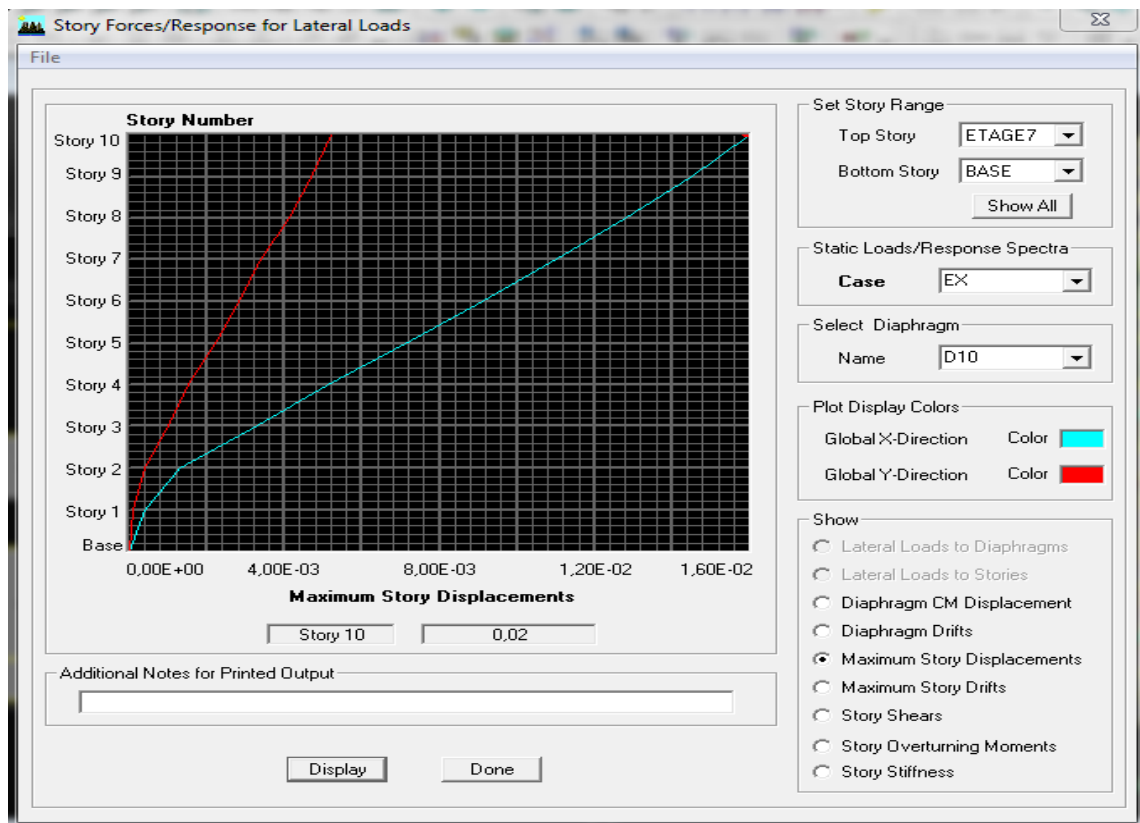 Story Forces/Response for Lateral Loads
File
Story Number
Story 10
Story 9
Story 8
Story 7
Story 6
Story 5
Story 4
Story 3
Story 2
Story 1
Base
0,00E+00 4,00E-03 8,00E-03 1,20E-02 1,60E-02
Maximum Story Displacements
Story 10 0,02
Additional Notes for Printed Output
Display Done
Set Story Range
Top Story ETAGE7
Bottom Story BASE
Show All
Static Loads/Response Spectra
Case EX
Select Diaphragm
Name D10
Plot Display Colors
Global X-Direction Color
Global Y-Direction Color
Show
Lateral Loads to Diaphragms
Lateral Loads to Stories
Diaphragm CM Displacement
Diaphragm Drifts
Maximum Story Displacements
Maximum Story Drifts
Story Shears
Story Overturning Moments
Story Stiffness